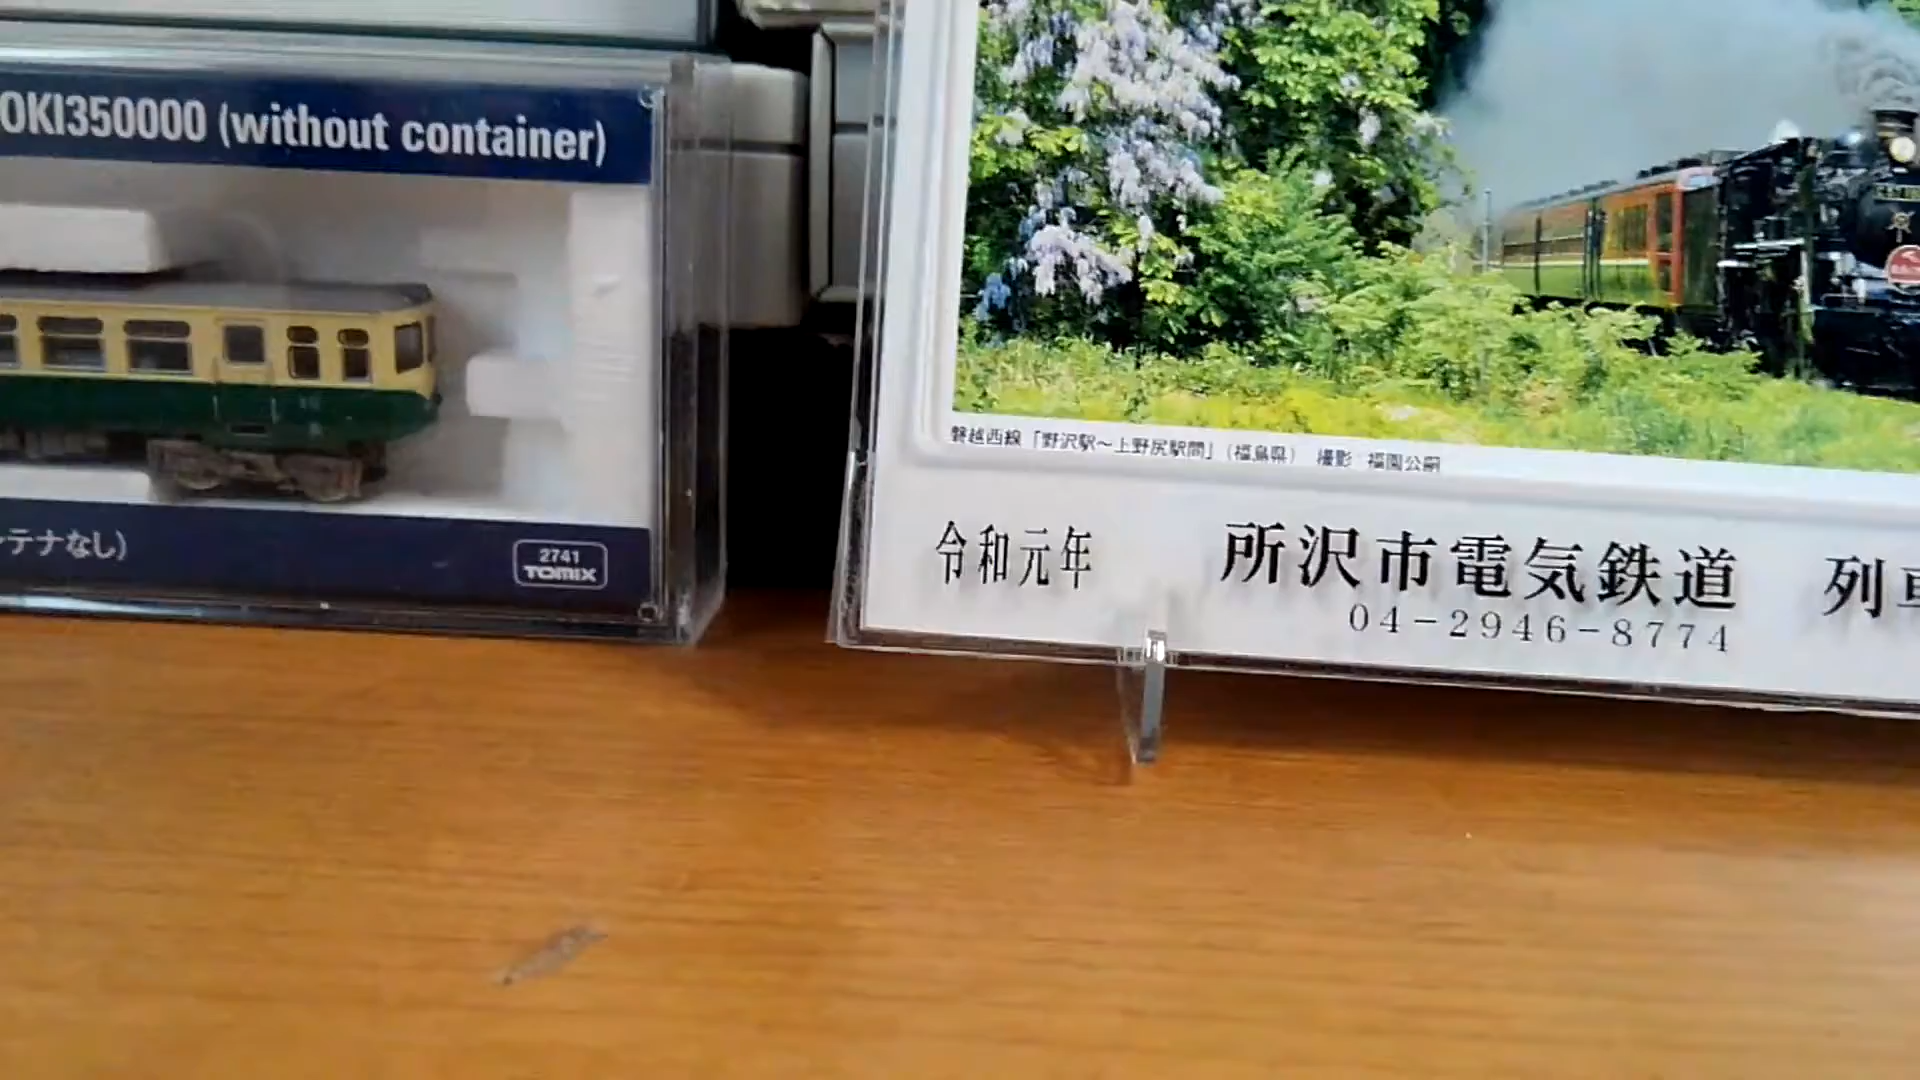 OKI350000 (without container)
テナなし)
2741
TOMIX
磐越西線「野沢駅〜上野尻駅間」(福島県) 撮影:福園公嗣
令和元年 所沢市電気鉄道 列車
04-2946-8774